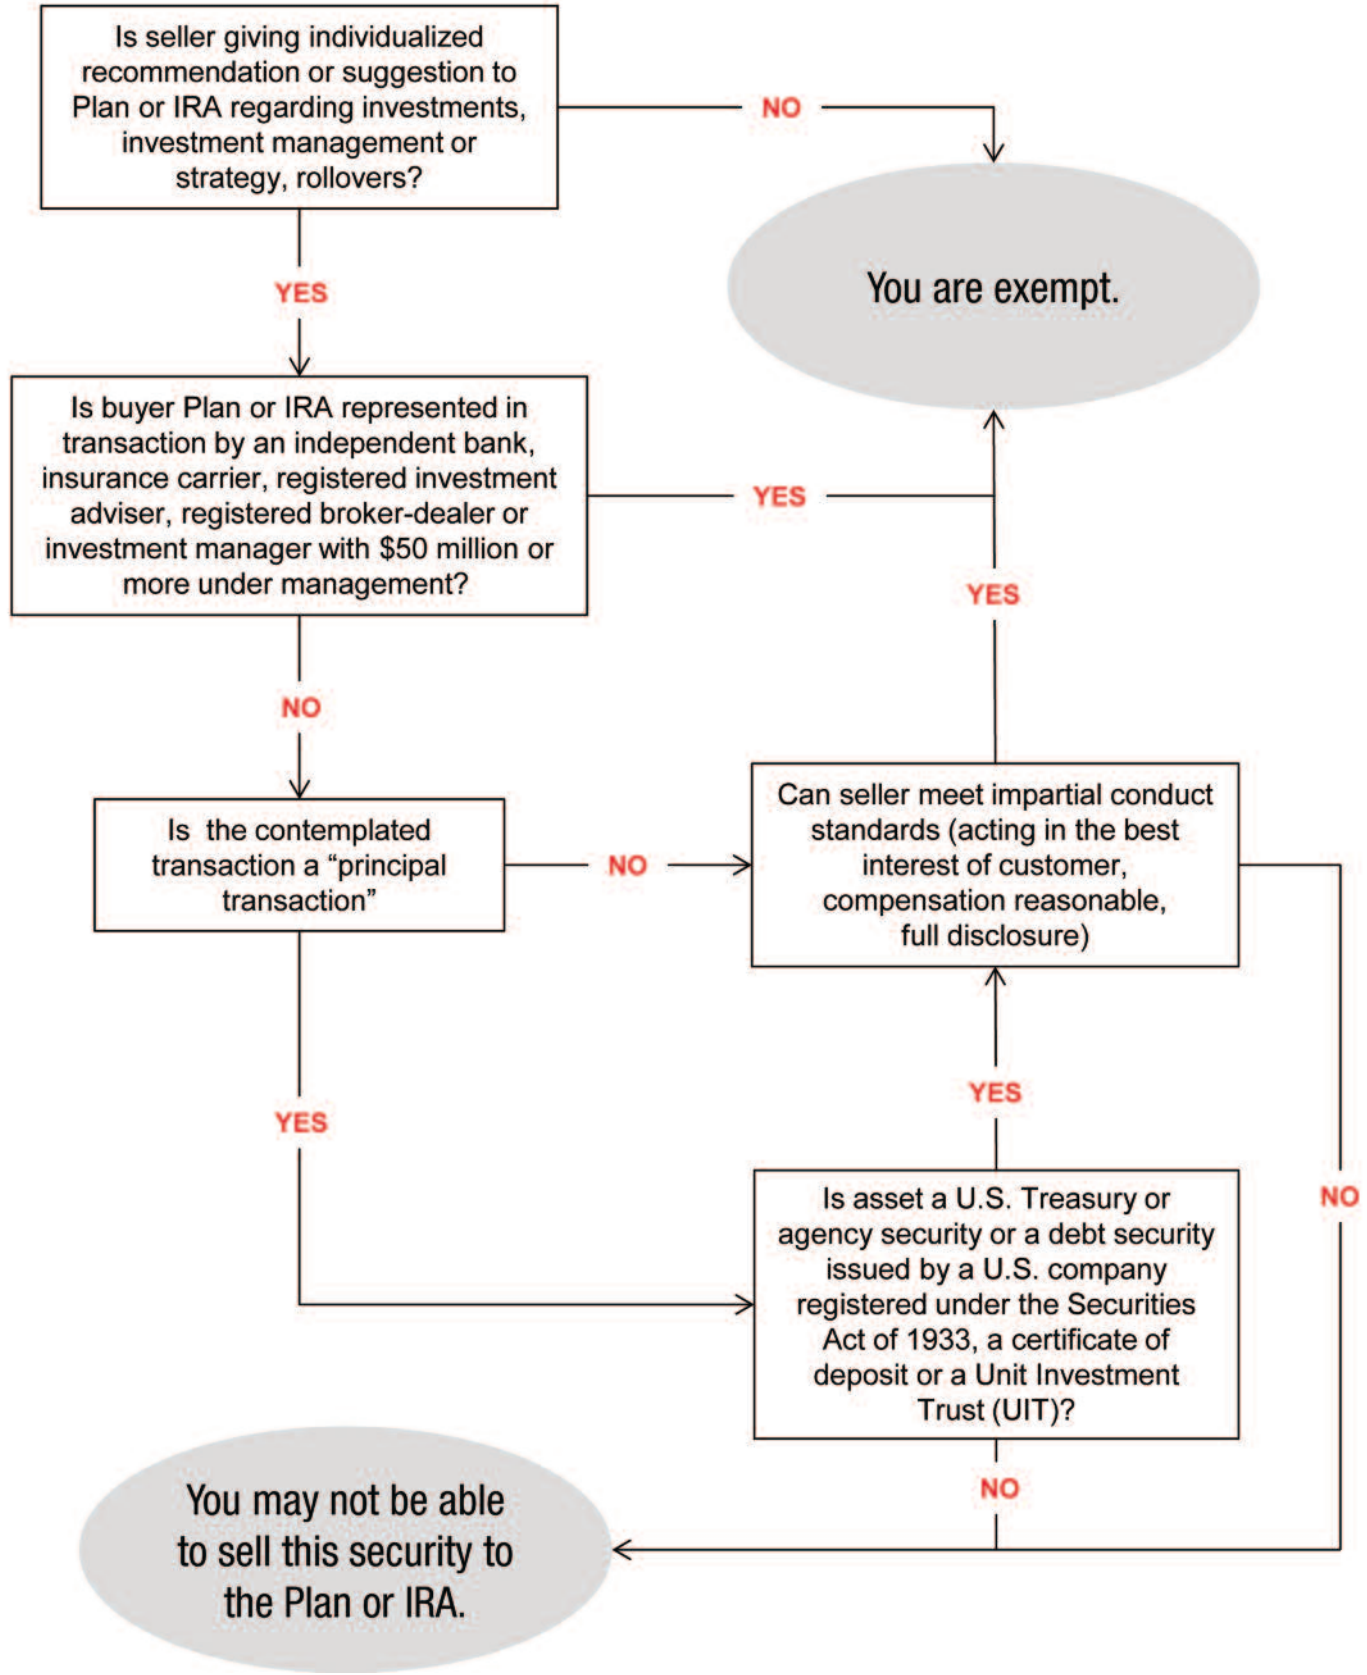 Is seller giving individualized
recommendation or suggestion to
Plan or IRA regarding investments,
investment management or
strategy, rollovers?
NO
You are exempt.
YES
Is buyer Plan or IRA represented in
transaction by an independent bank,
insurance carrier, registered investment
adviser, registered broker-dealer or
investment manager with $50 million or
more under management?
YES
YES
NO
Is the contemplated
transaction a “principal
transaction”
NO
Can seller meet impartial conduct
standards (acting in the best
interest of customer,
compensation reasonable,
full disclosure)
YES
YES
NO
Is asset a U.S. Treasury or
agency security or a debt security
issued by a U.S. company
registered under the Securities
Act of 1933, a certificate of
deposit or a Unit Investment
Trust (UIT)?
NO
You may not be able
to sell this security to
the Plan or IRA.